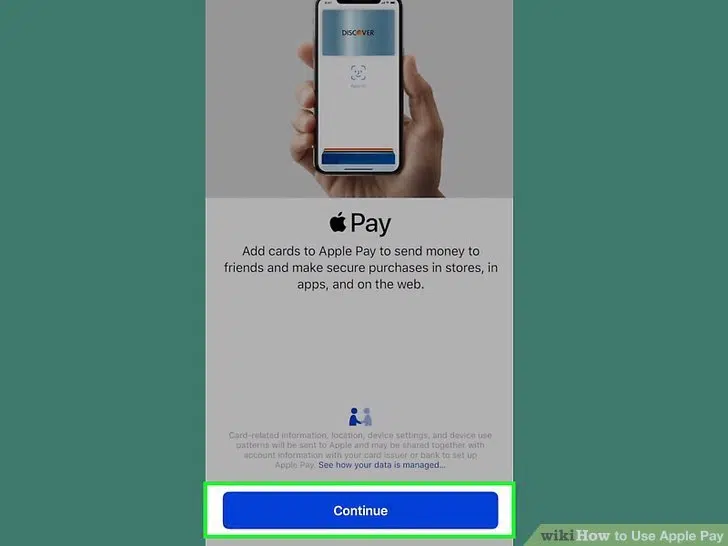 DISCOVER
Pay
Add cards to Apple Pay to send money to
friends and make secure purchases in stores, in
apps, and on the web.
Card-related information, location, device settings, and device use
patterns will be sent to Apple and may be shared together with
account information with your card issuer or bank to set up
Apple Pay. See how your data is managed...
Continue
wikiHow to Use Apple Pay